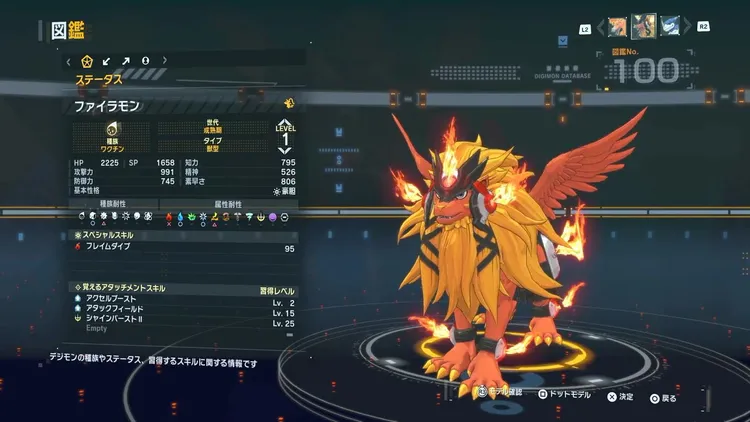 図鑑
L2
R2
図鑑No.
100
DIGIMON DATABASE
ステータス
ファイラモン
種族
ワクチン
世代
成熟期
タイプ
獣型
LEVEL
1
HP 2225 SP 1658 知力 795
攻撃力 991 精神 526
防御力 745 素早さ 806
基本性格 豪胆
種族耐性 属性耐性
スペシャルスキル
フレイムダイブ 95
覚えるアタッチメントスキル 習得レベル
アクセルブースト Lv. 2
アタックフィールド Lv. 15
シャインバーストⅡ Lv. 25
Empty
デジモンの種族やステータス、習得するスキルに関する情報です
モデル確認 ドットモデル 決定 戻る